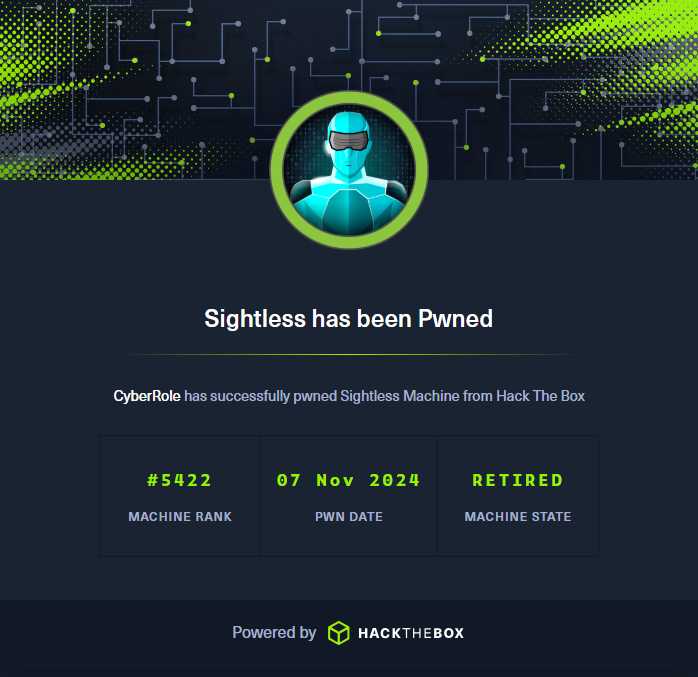 Sightless has been Pwned
CyberRole has successfully pwned Sightless Machine from Hack The Box
#5422
07 Nov 2024
RETIRED
MACHINE RANK
PWN DATE
MACHINE STATE
Powered by HACKTHEBOX